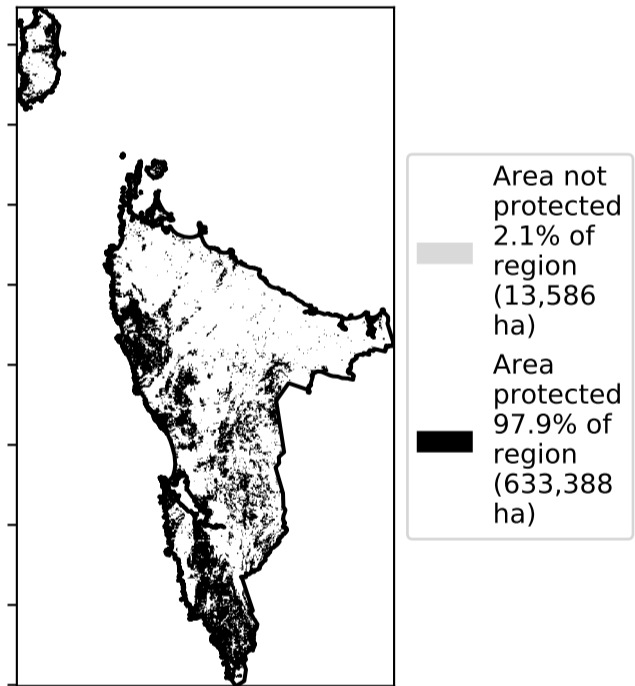 Area not
protected
2.1% of
region
(13,586
ha)
Area
protected
97.9% of
region
(633,388
ha)